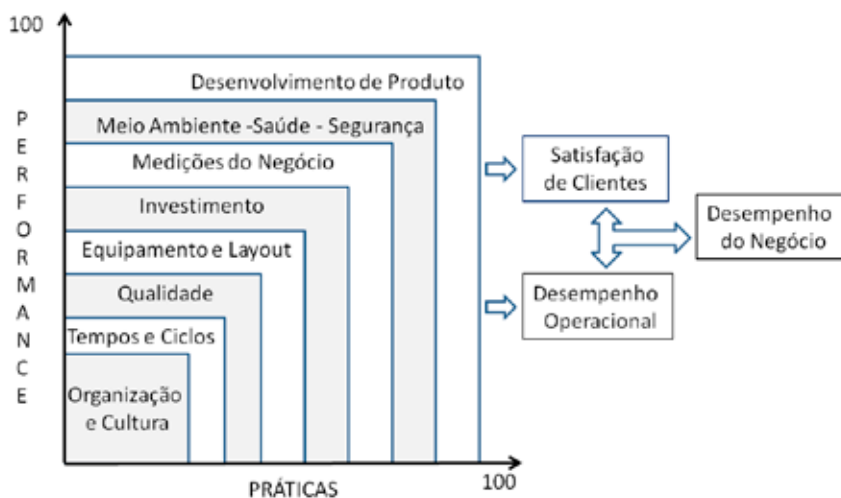 100
PERFORMANCE
Desenvolvimento de Produto
Meio Ambiente -Saúde - Segurança
Medições do Negócio
Investimento
Equipamento e Layout
Qualidade
Tempos e Ciclos
Organização
e Cultura
PRÁTICAS
100
Satisfação
de Clientes
Desempenho
do Negócio
Desempenho
Operacional